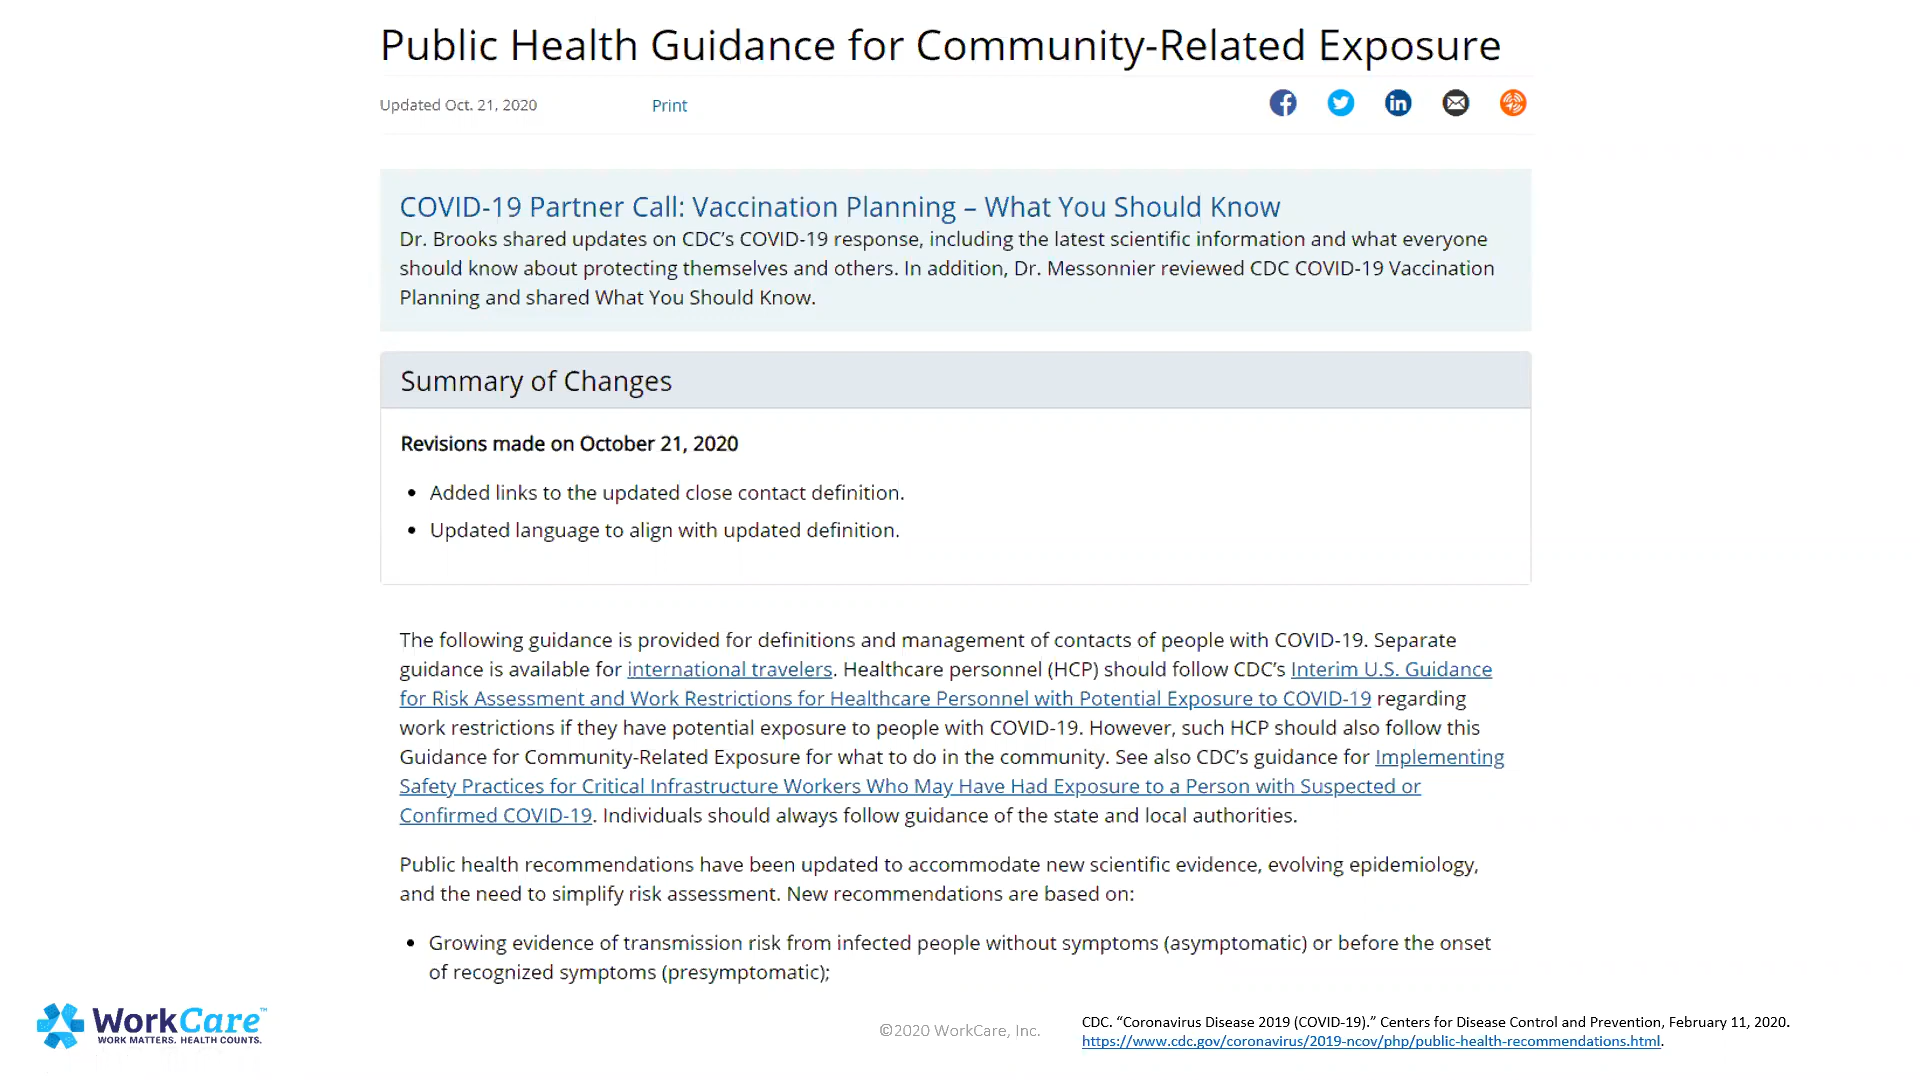 Public Health Guidance for Community-Related Exposure
Updated Oct. 21, 2020 Print
COVID-19 Partner Call: Vaccination Planning – What You Should Know
Dr. Brooks shared updates on CDC’s COVID-19 response, including the latest scientific information and what everyone
should know about protecting themselves and others. In addition, Dr. Messonnier reviewed CDC COVID-19 Vaccination
Planning and shared What You Should Know.
Summary of Changes
Revisions made on October 21, 2020
• Added links to the updated close contact definition.
• Updated language to align with updated definition.
The following guidance is provided for definitions and management of contacts of people with COVID-19. Separate
guidance is available for international travelers. Healthcare personnel (HCP) should follow CDC’s Interim U.S. Guidance
for Risk Assessment and Work Restrictions for Healthcare Personnel with Potential Exposure to COVID-19 regarding
work restrictions if they have potential exposure to people with COVID-19. However, such HCP should also follow this
Guidance for Community-Related Exposure for what to do in the community. See also CDC’s guidance for Implementing
Safety Practices for Critical Infrastructure Workers Who May Have Had Exposure to a Person with Suspected or
Confirmed COVID-19. Individuals should always follow guidance of the state and local authorities.
Public health recommendations have been updated to accommodate new scientific evidence, evolving epidemiology,
and the need to simplify risk assessment. New recommendations are based on:
• Growing evidence of transmission risk from infected people without symptoms (asymptomatic) or before the onset
of recognized symptoms (presymptomatic);
WorkCare™
WORK MATTERS. HEALTH COUNTS.
©2020 WorkCare, Inc.
CDC. “Coronavirus Disease 2019 (COVID-19).” Centers for Disease Control and Prevention, February 11, 2020.
https://www.cdc.gov/coronavirus/2019-ncov/php/public-health-recommendations.html.